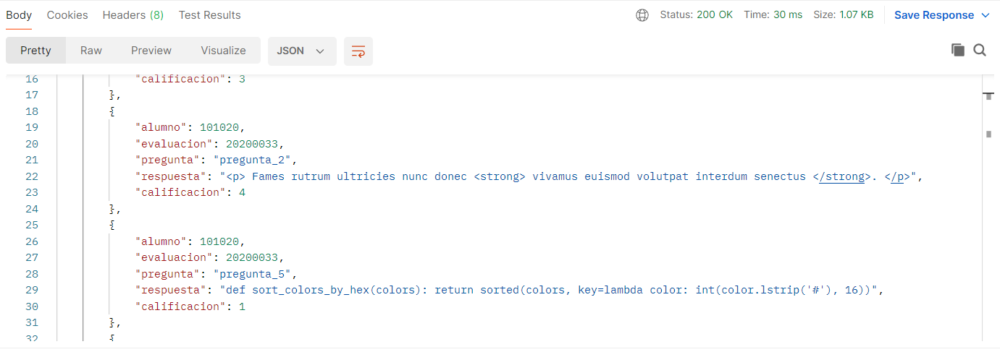 Body Cookies Headers (8) Test Results Status: 200 OK Time: 30 ms Size: 1.07 KB Save Response
Pretty Raw Preview Visualize JSON
16 "calificacion": 3
17 },
18 {
19 "alumno": 101020,
20 "evaluacion": 20200033,
21 "pregunta": "pregunta_2",
22 "respuesta": "<p> Fames rutrum ultricies nunc donec <strong> vivamus euismod volutpat interdum senectus </strong>. </p>",
23 "calificacion": 4
24 },
25 {
26 "alumno": 101020,
27 "evaluacion": 20200033,
28 "pregunta": "pregunta_5",
29 "respuesta": "def sort_colors_by_hex(colors): return sorted(colors, key=lambda color: int(color.lstrip('#'), 16))",
30 "calificacion": 1
31 },
32 {